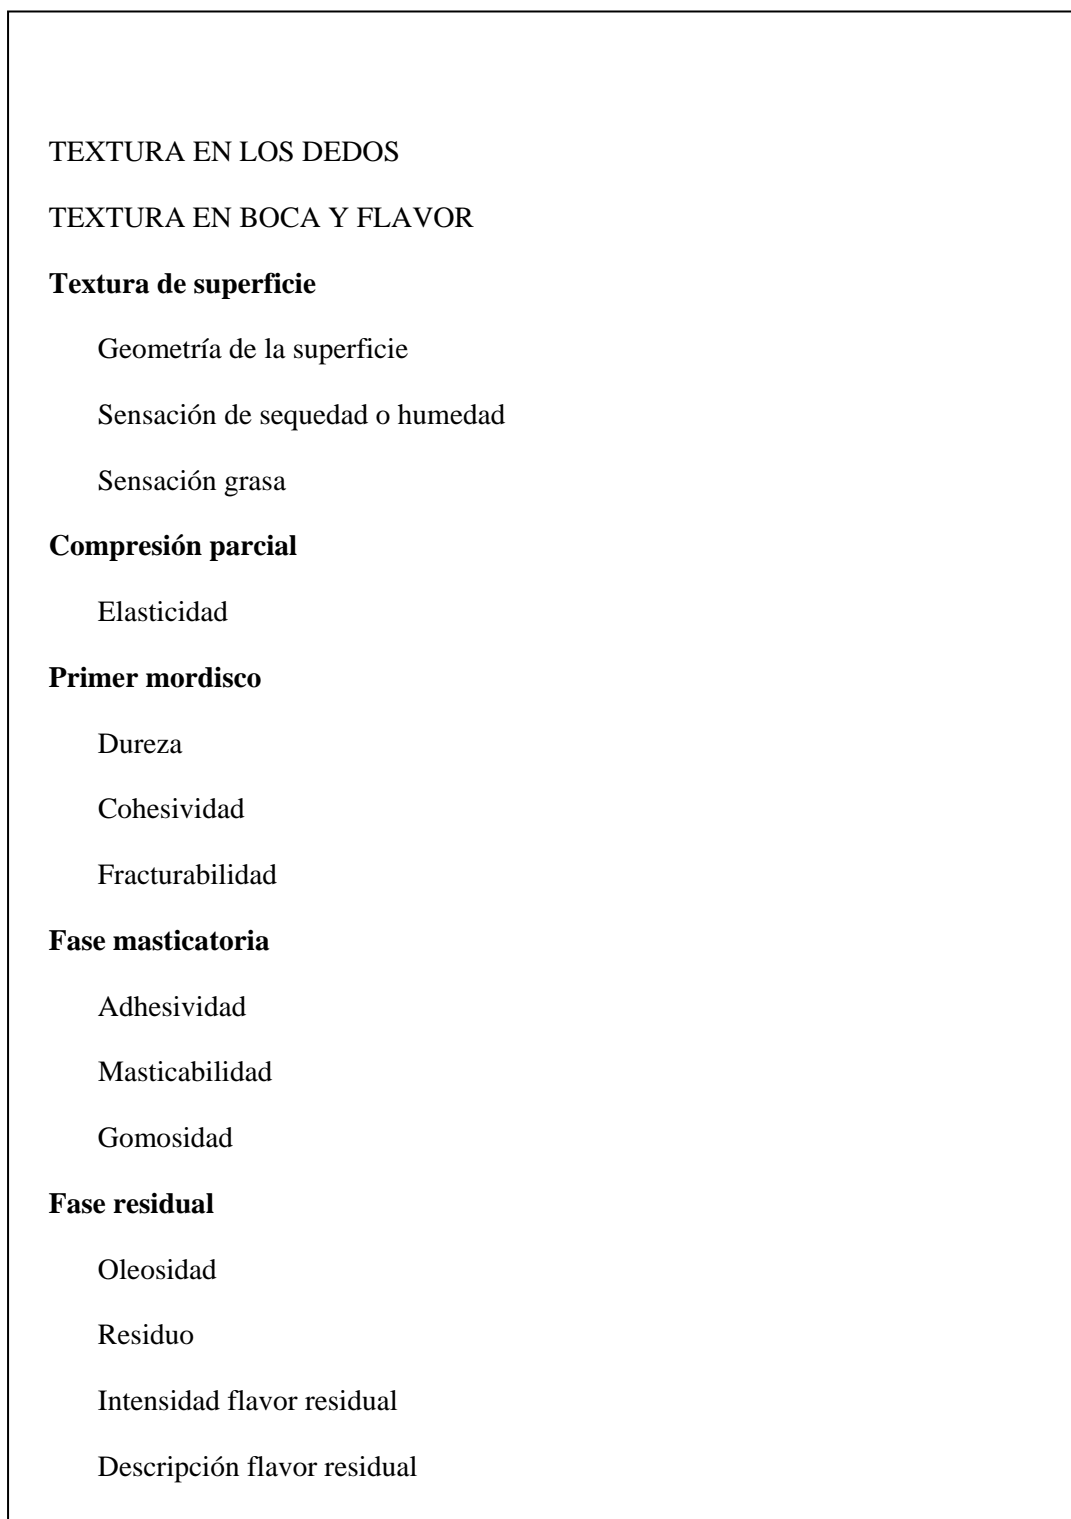 TEXTURA EN LOS DEDOS
TEXTURA EN BOCA Y FLAVOR
Textura de superficie
Geometría de la superficie
Sensación de sequedad o humedad
Sensación grasa
Compresión parcial
Elasticidad
Primer mordisco
Dureza
Cohesividad
Fracturabilidad
Fase masticatoria
Adhesividad
Masticabilidad
Gomosidad
Fase residual
Oleosidad
Residuo
Intensidad flavor residual
Descripción flavor residual